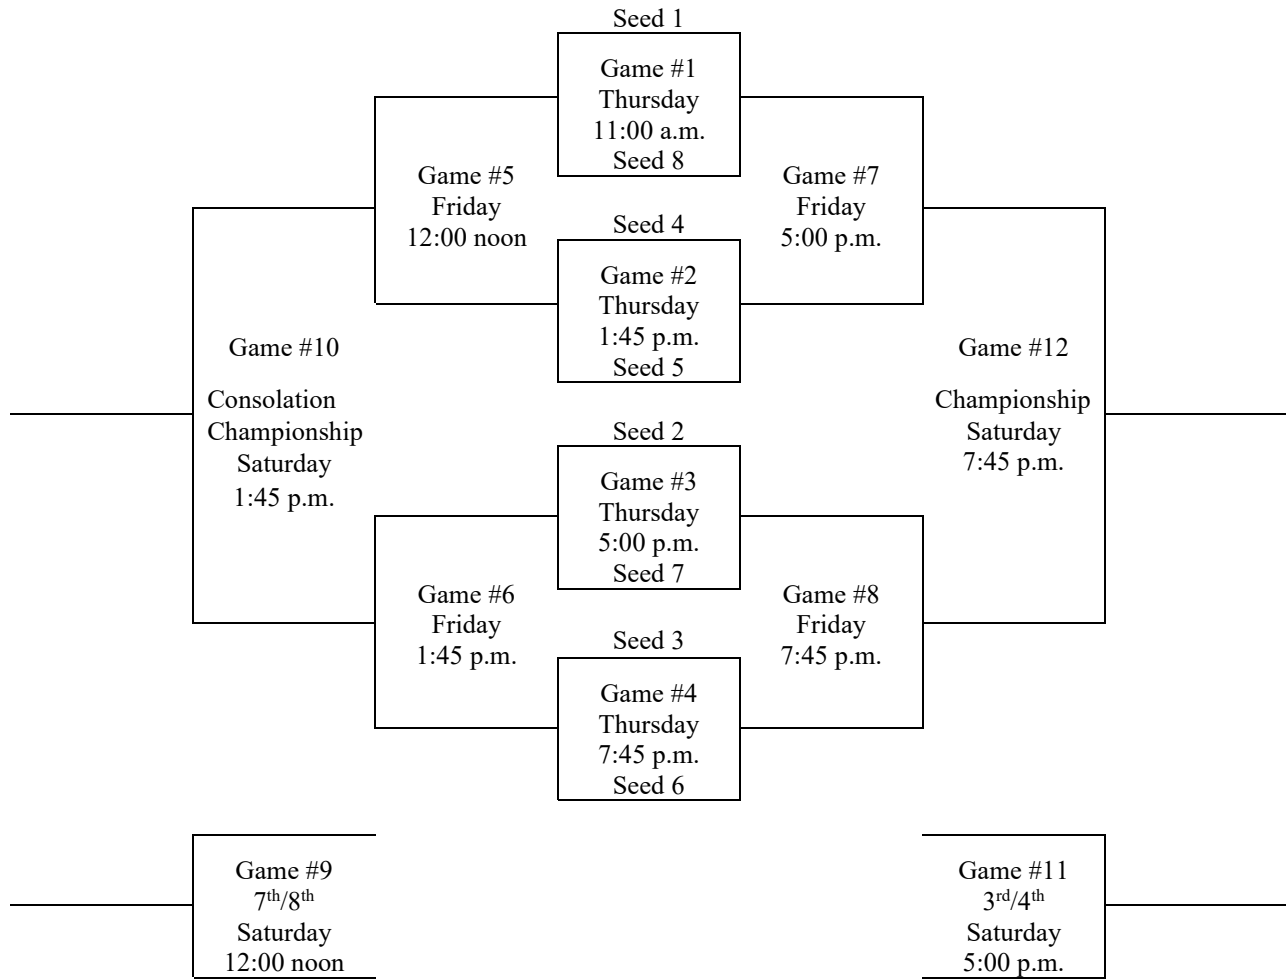 Seed 1
Game #1
Thursday
11:00 a.m.
Seed 8
Game #5
Friday
12:00 noon
Game #7
Friday
5:00 p.m.
Seed 4
Game #2
Thursday
1:45 p.m.
Seed 5
Game #10
Consolation
Championship
Saturday
1:45 p.m.
Game #12
Championship
Saturday
7:45 p.m.
Seed 2
Game #3
Thursday
5:00 p.m.
Seed 7
Game #6
Friday
1:45 p.m.
Game #8
Friday
7:45 p.m.
Seed 3
Game #4
Thursday
7:45 p.m.
Seed 6
Game #9
7th/8th
Saturday
12:00 noon
Game #11
3rd/4th
Saturday
5:00 p.m.